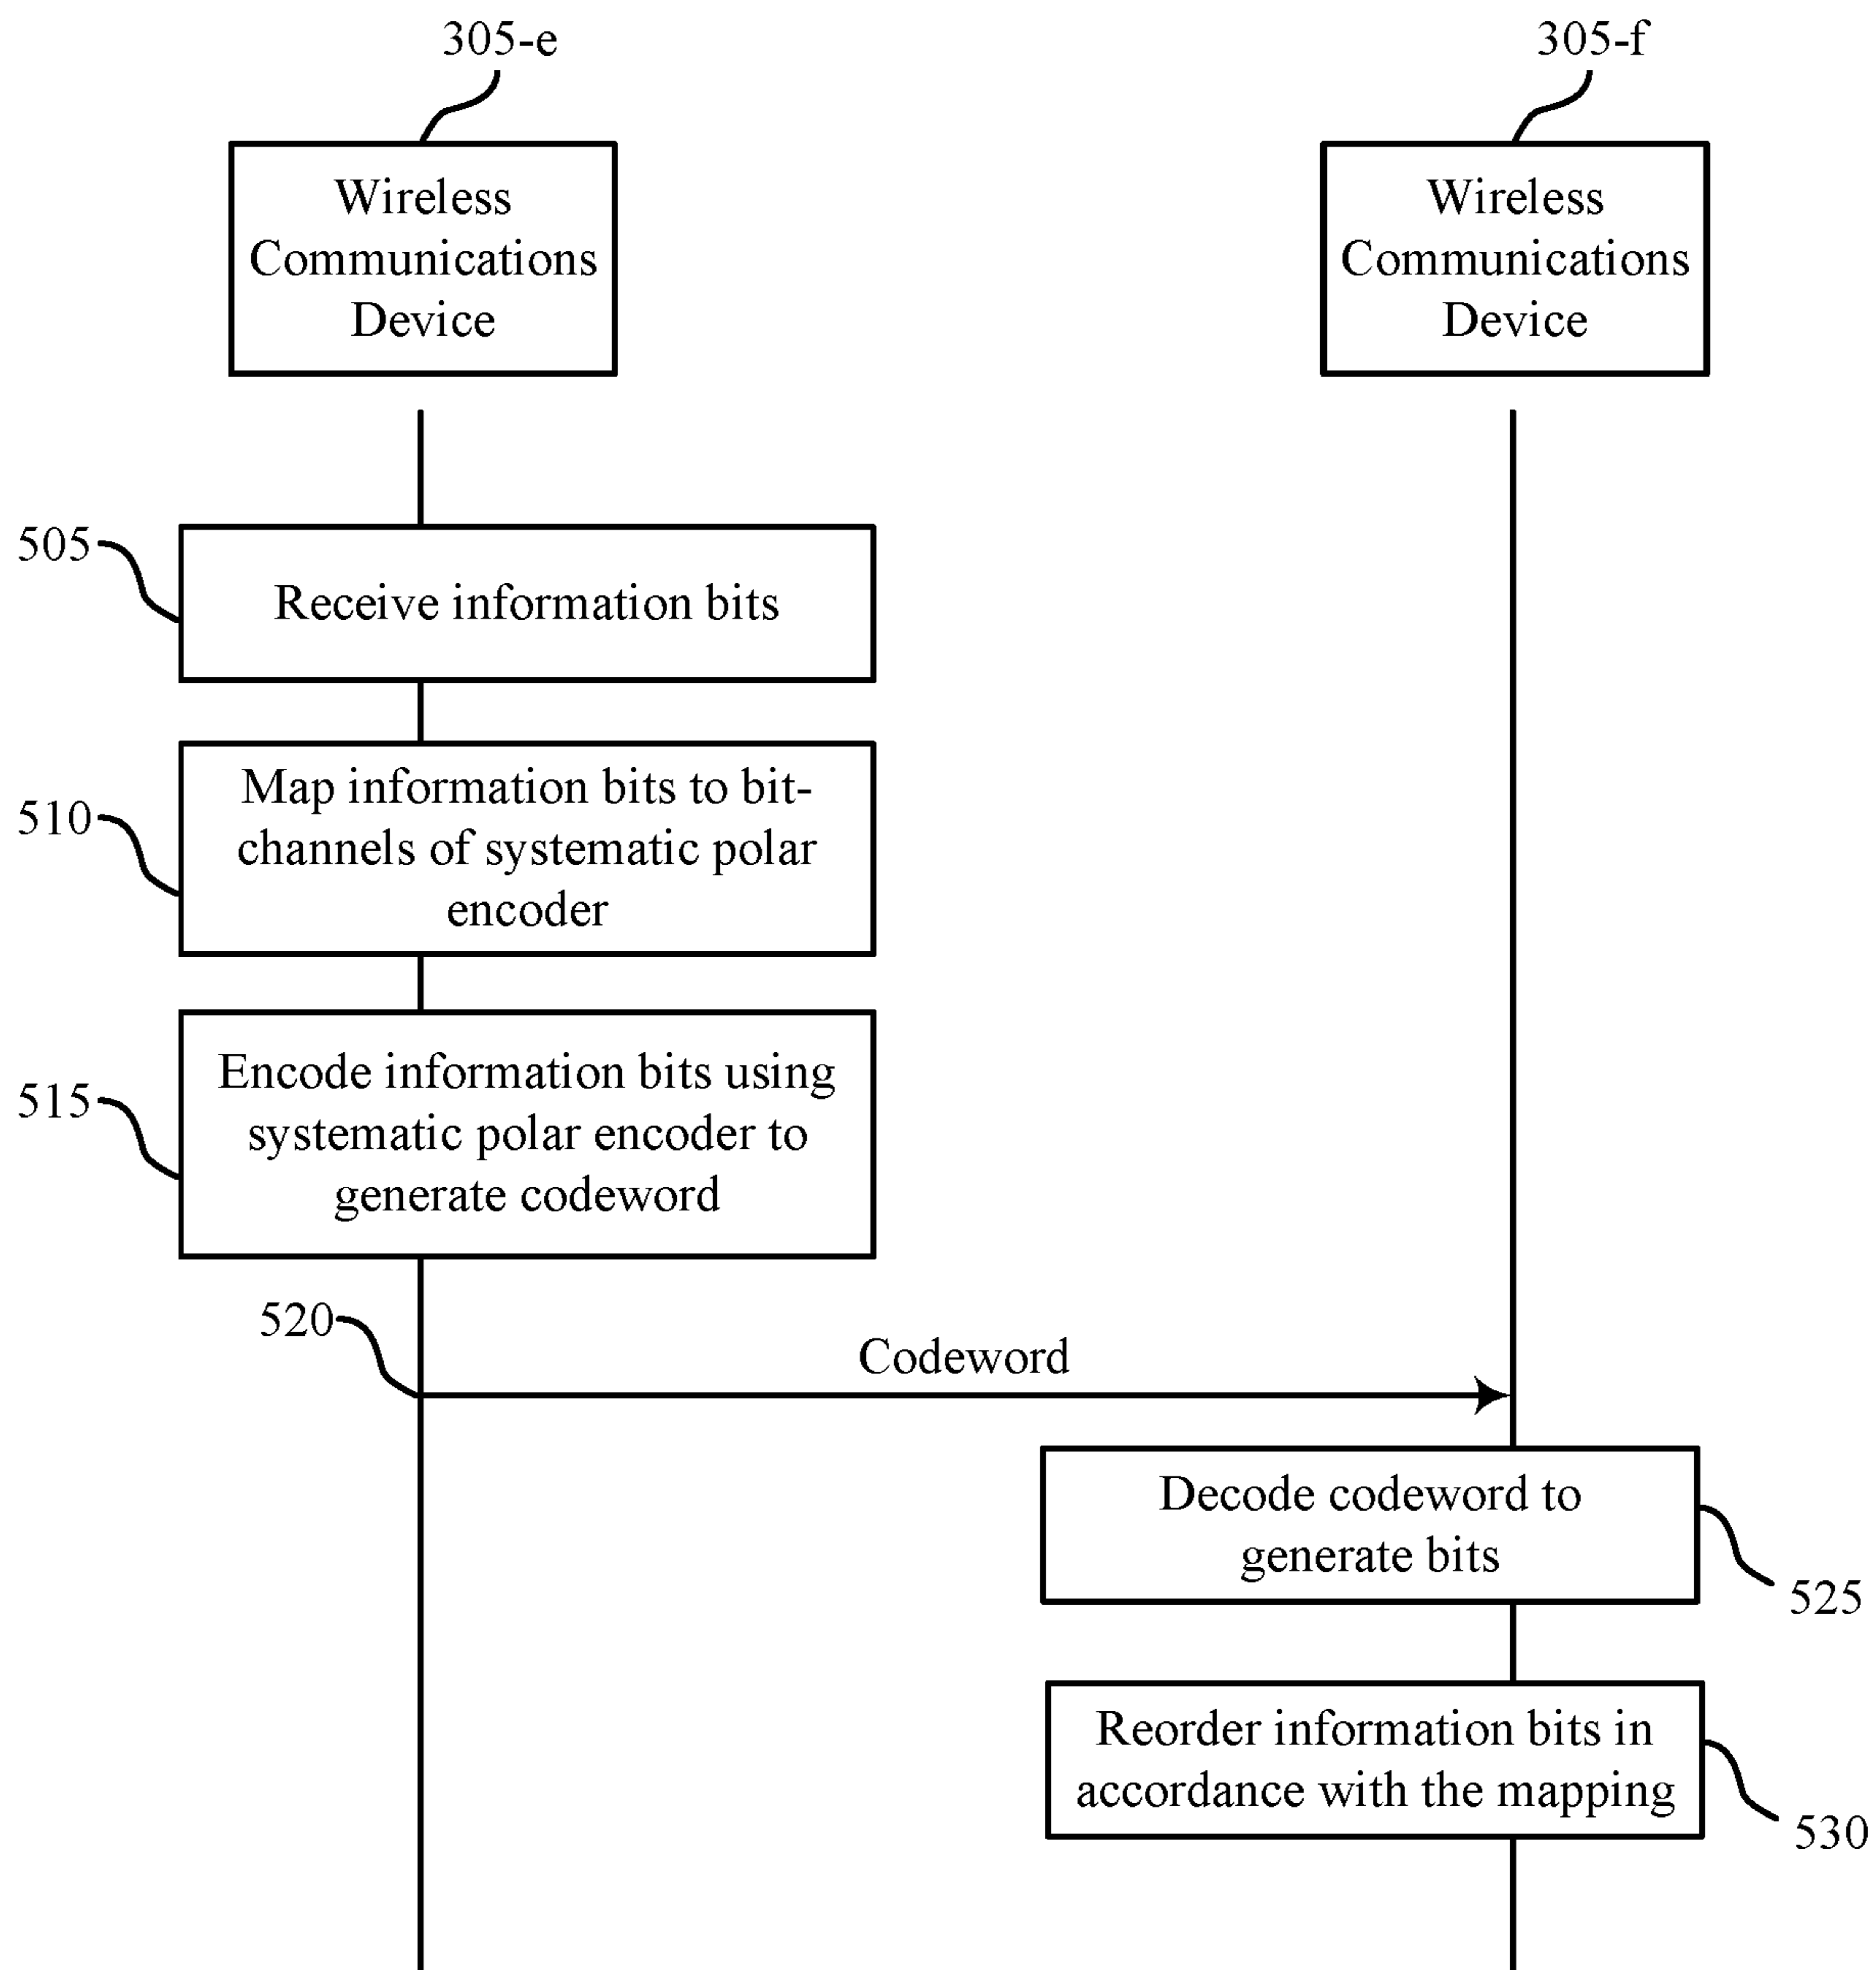 305-e
305-f
Wireless
Communications
Device
Wireless
Communications
Device
505
Receive information bits
510
Map information bits to bit-
channels of systematic polar
encoder
515
Encode information bits using
systematic polar encoder to
generate codeword
520
Codeword
Decode codeword to
generate bits
525
Reorder information bits in
accordance with the mapping
530